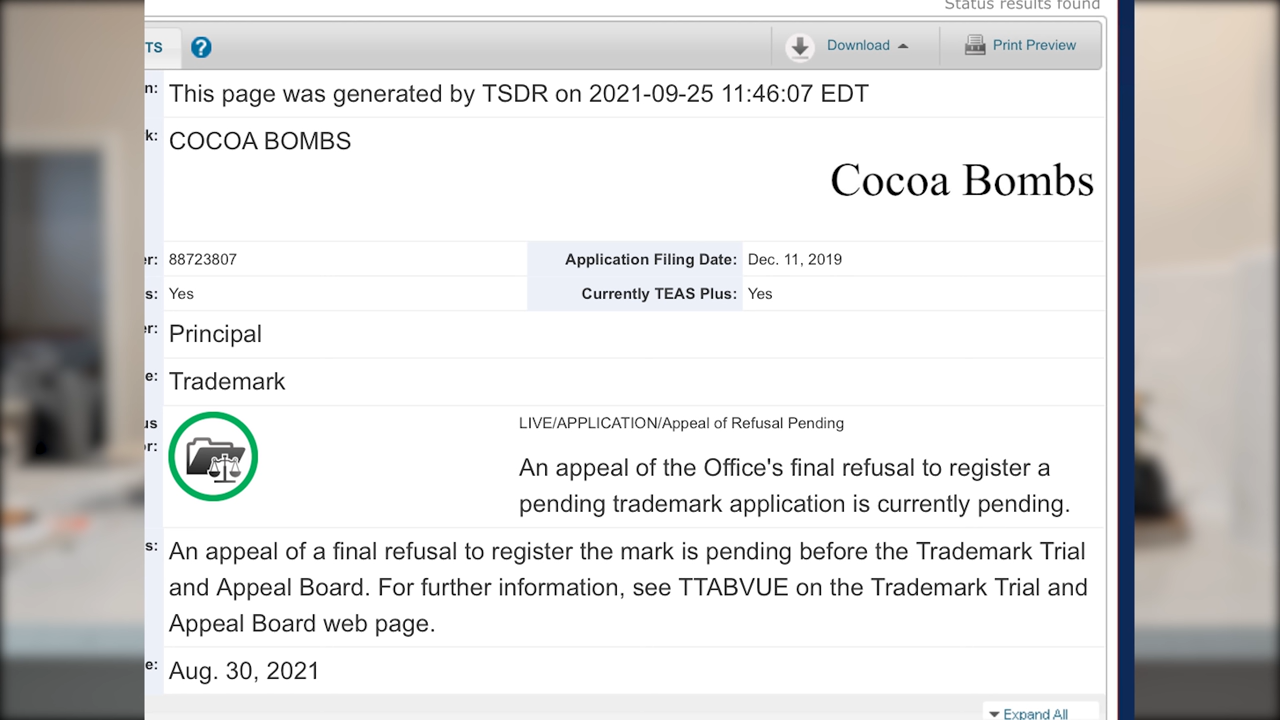 Status results found
TS
?
Download
Print Preview
n: This page was generated by TSDR on 2021-09-25 11:46:07 EDT
k: COCOA BOMBS
Cocoa Bombs
er: 88723807 Application Filing Date: Dec. 11, 2019
s: Yes Currently TEAS Plus: Yes
er: Principal
e: Trademark
us
or:
LIVE/APPLICATION/Appeal of Refusal Pending
An appeal of the Office's final refusal to register a
pending trademark application is currently pending.
s: An appeal of a final refusal to register the mark is pending before the Trademark Trial
and Appeal Board. For further information, see TTABVUE on the Trademark Trial and
Appeal Board web page.
e: Aug. 30, 2021
Expand All